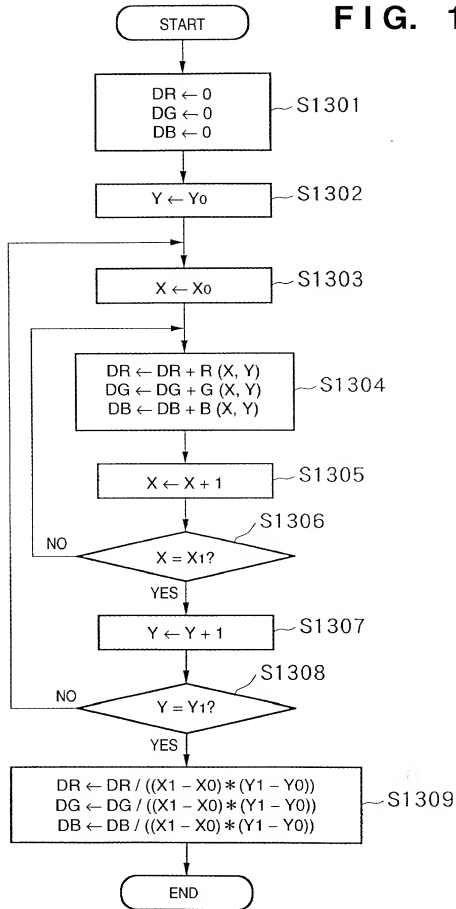 FIG. 1
START
DR ← 0
DG ← 0
DB ← 0
S1301
Y ← Y0
S1302
X ← X0
S1303
DR ← DR + R (X, Y)
DG ← DG + G (X, Y)
DB ← DB + B (X, Y)
S1304
X ← X + 1
S1305
S1306
X = X1?
NO
YES
Y ← Y + 1
S1307
S1308
Y = Y1?
NO
YES
DR ← DR / ((X1 − X0) * (Y1 − Y0))
DG ← DG / ((X1 − X0) * (Y1 − Y0))
DB ← DB / ((X1 − X0) * (Y1 − Y0))
S1309
END